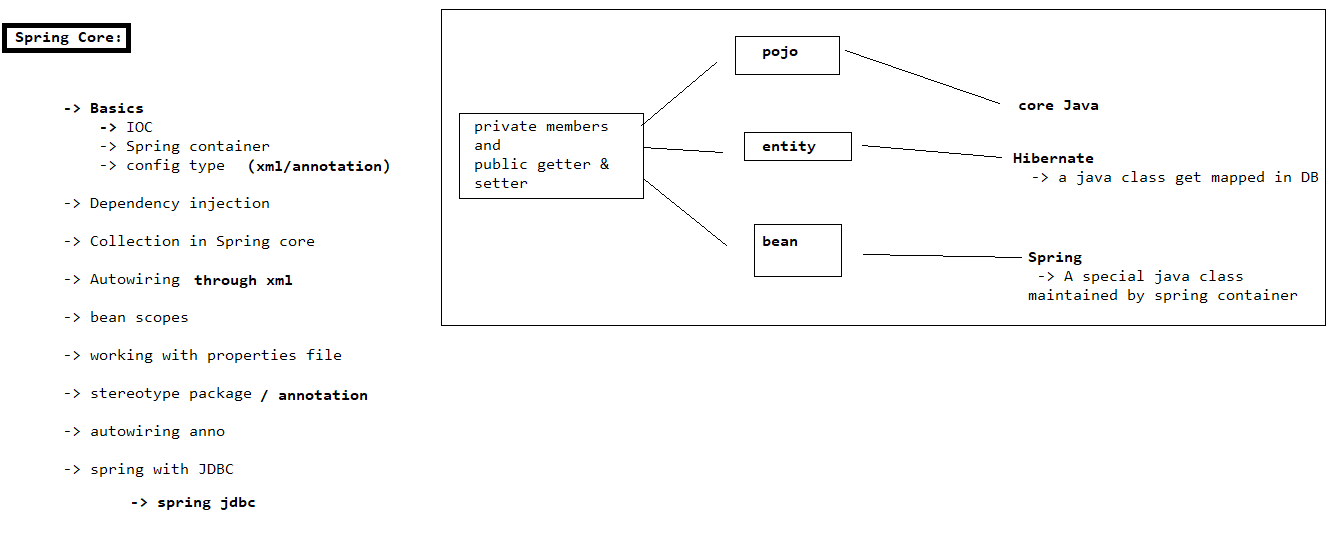 Spring Core:
-> Basics
-> IOC
-> Spring container
-> config type (xml/annotation)
-> Dependency injection
-> Collection in Spring core
-> Autowiring through xml
-> bean scopes
-> working with properties file
-> stereotype package / annotation
-> autowiring anno
-> spring with JDBC
-> spring jdbc
private members
and
public getter &
setter
pojo
entity
bean
core Java
Hibernate
-> a java class get mapped in DB
Spring
-> A special java class
maintained by spring container